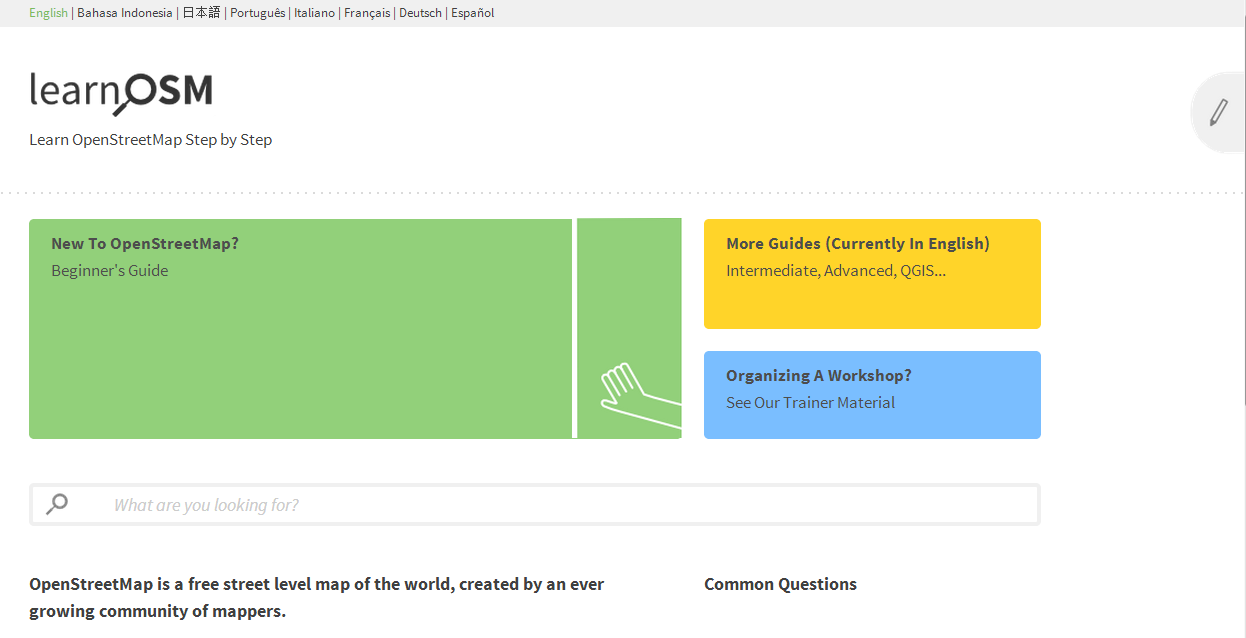 English | Bahasa Indonesia | 日本語 | Português | Italiano | Français | Deutsch | Español
learnOSM
Learn OpenStreetMap Step by Step
New To OpenStreetMap?
Beginner's Guide
More Guides (Currently In English)
Intermediate, Advanced, QGIS...
Organizing A Workshop?
See Our Trainer Material
What are you looking for?
OpenStreetMap is a free street level map of the world, created by an ever
growing community of mappers.
Common Questions